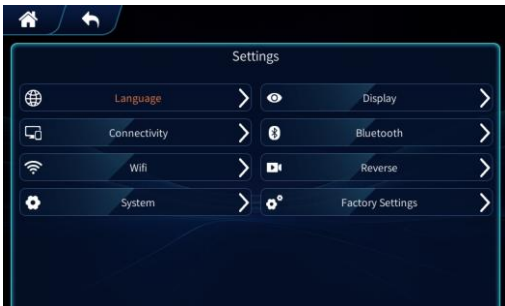 Settings
Language
Display
Connectivity
Bluetooth
Wifi
Reverse
System
Factory Settings